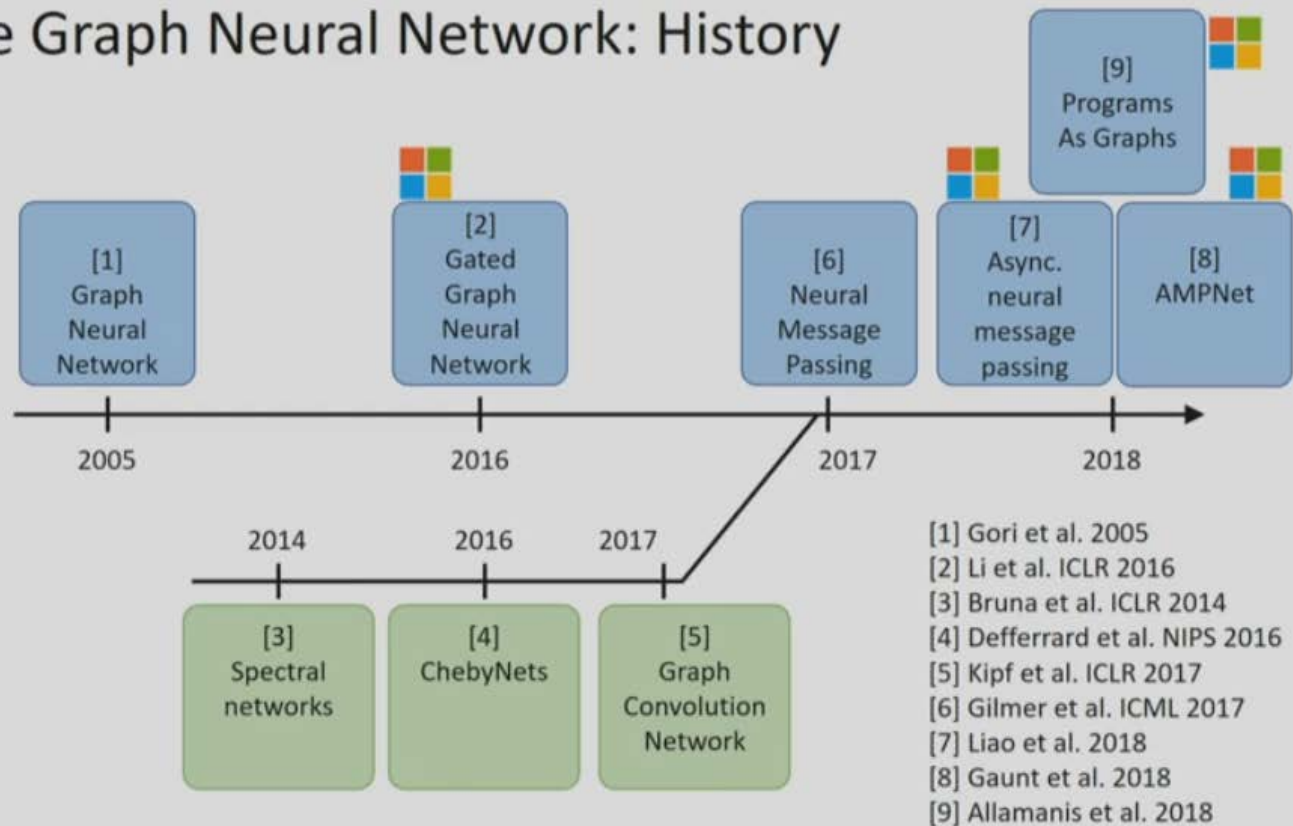 e Graph Neural Network: History
[9]
Programs
As Graphs
[1]
Graph
Neural
Network
[2]
Gated
Graph
Neural
Network
[6]
Neural
Message
Passing
[7]
Async.
neural
message
passing
[8]
AMPNet
2005
2016
2017
2018
2014
2016
2017
[3]
Spectral
networks
[4]
ChebyNets
[5]
Graph
Convolution
Network
[1] Gori et al. 2005
[2] Li et al. ICLR 2016
[3] Bruna et al. ICLR 2014
[4] Defferrard et al. NIPS 2016
[5] Kipf et al. ICLR 2017
[6] Gilmer et al. ICML 2017
[7] Liao et al. 2018
[8] Gaunt et al. 2018
[9] Allamanis et al. 2018